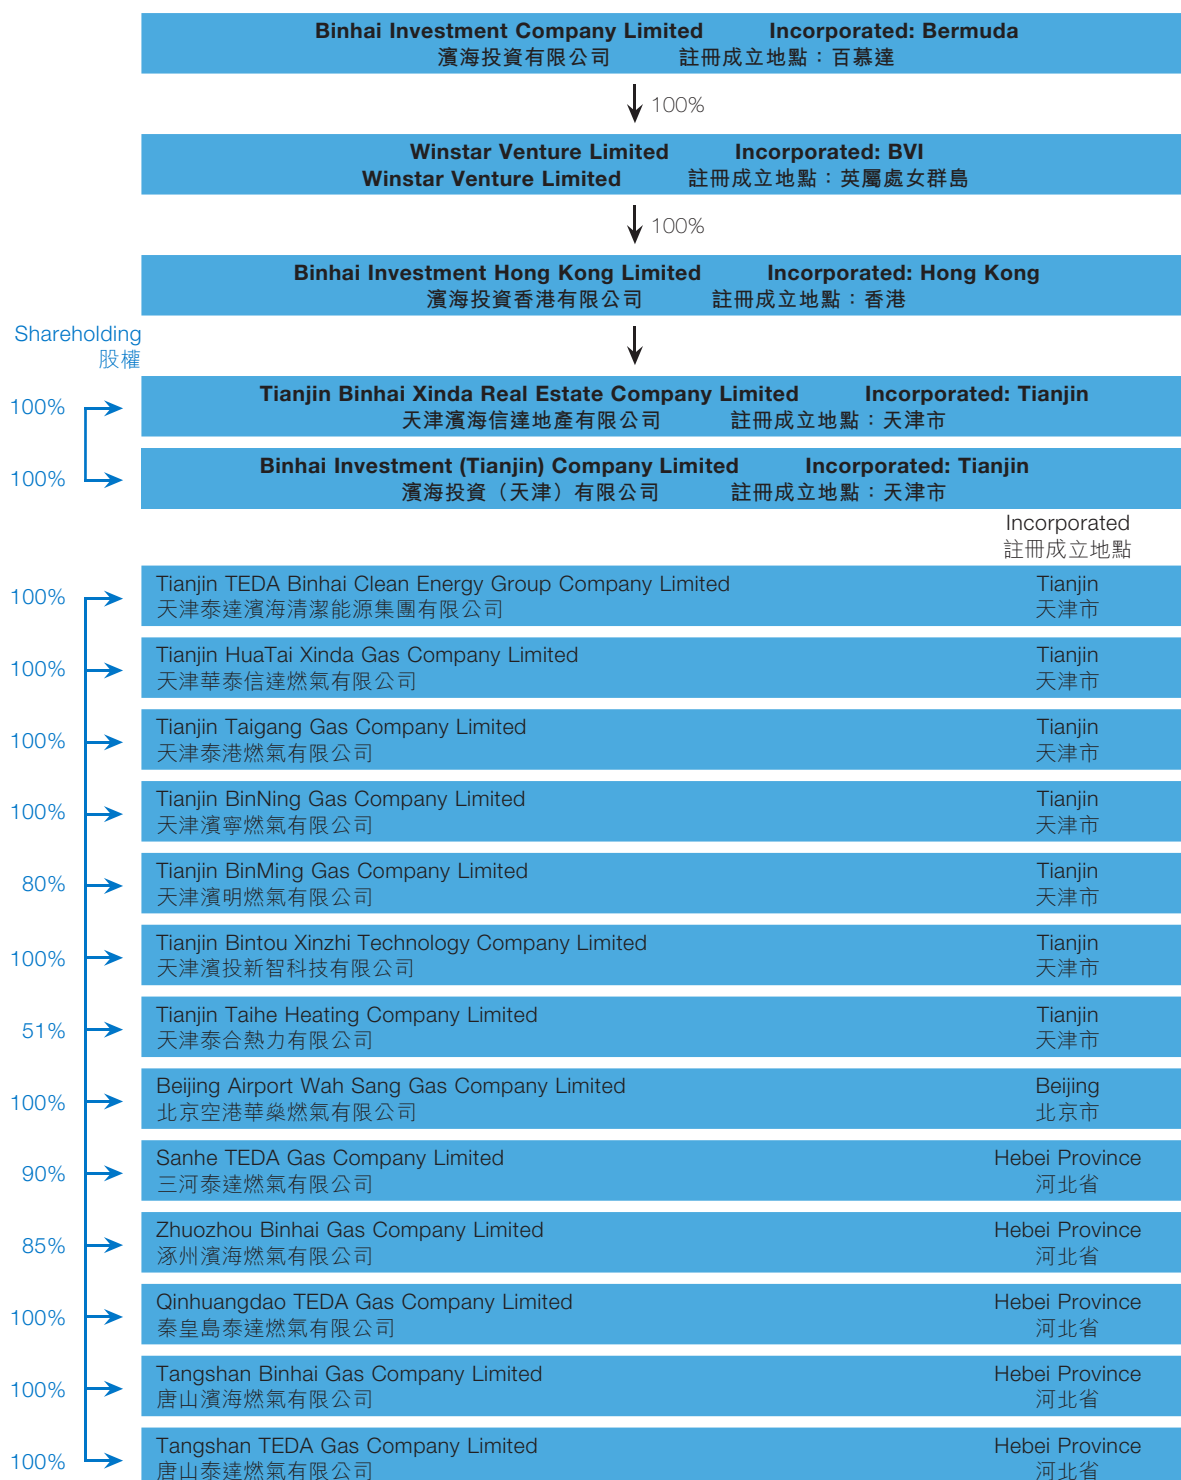 Binhai Investment Company Limited Incorporated: Bermuda
濱海投資有限公司 註冊成立地點：百慕達
100%
Winstar Venture Limited Incorporated: BVI
Winstar Venture Limited 註冊成立地點：英屬處女群島
100%
Binhai Investment Hong Kong Limited Incorporated: Hong Kong
濱海投資香港有限公司 註冊成立地點：香港
Shareholding
股權
100%
Tianjin Binhai Xinda Real Estate Company Limited Incorporated: Tianjin
天津濱海信達地產有限公司 註冊成立地點：天津市
100%
Binhai Investment (Tianjin) Company Limited Incorporated: Tianjin
濱海投資（天津）有限公司 註冊成立地點：天津市
Incorporated
註冊成立地點
100%
Tianjin TEDA Binhai Clean Energy Group Company Limited Tianjin
天津泰達濱海清潔能源集團有限公司 天津市
100%
Tianjin HuaTai Xinda Gas Company Limited Tianjin
天津華泰信達燃氣有限公司 天津市
100%
Tianjin Taigang Gas Company Limited Tianjin
天津泰港燃氣有限公司 天津市
100%
Tianjin BinNing Gas Company Limited Tianjin
天津濱寧燃氣有限公司 天津市
80%
Tianjin BinMing Gas Company Limited Tianjin
天津濱明燃氣有限公司 天津市
100%
Tianjin Bintou Xinzhi Technology Company Limited Tianjin
天津濱投新智科技有限公司 天津市
51%
Tianjin Taihe Heating Company Limited Tianjin
天津泰合熱力有限公司 天津市
100%
Beijing Airport Wah Sang Gas Company Limited Beijing
北京空港華燊燃氣有限公司 北京市
90%
Sanhe TEDA Gas Company Limited Hebei Province
三河泰達燃氣有限公司 河北省
85%
Zhuozhou Binhai Gas Company Limited Hebei Province
涿州濱海燃氣有限公司 河北省
100%
Qinhuangdao TEDA Gas Company Limited Hebei Province
秦皇島泰達燃氣有限公司 河北省
100%
Tangshan Binhai Gas Company Limited Hebei Province
唐山濱海燃氣有限公司 河北省
100%
Tangshan TEDA Gas Company Limited Hebei Province
唐山泰達燃氣有限公司 河北省